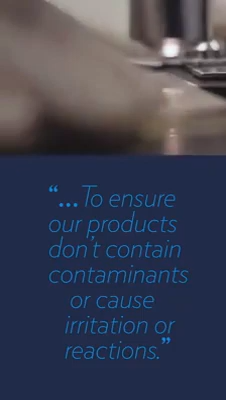 “...To ensure
our products
don’t contain
contaminants
or cause
irritation or
reactions.”